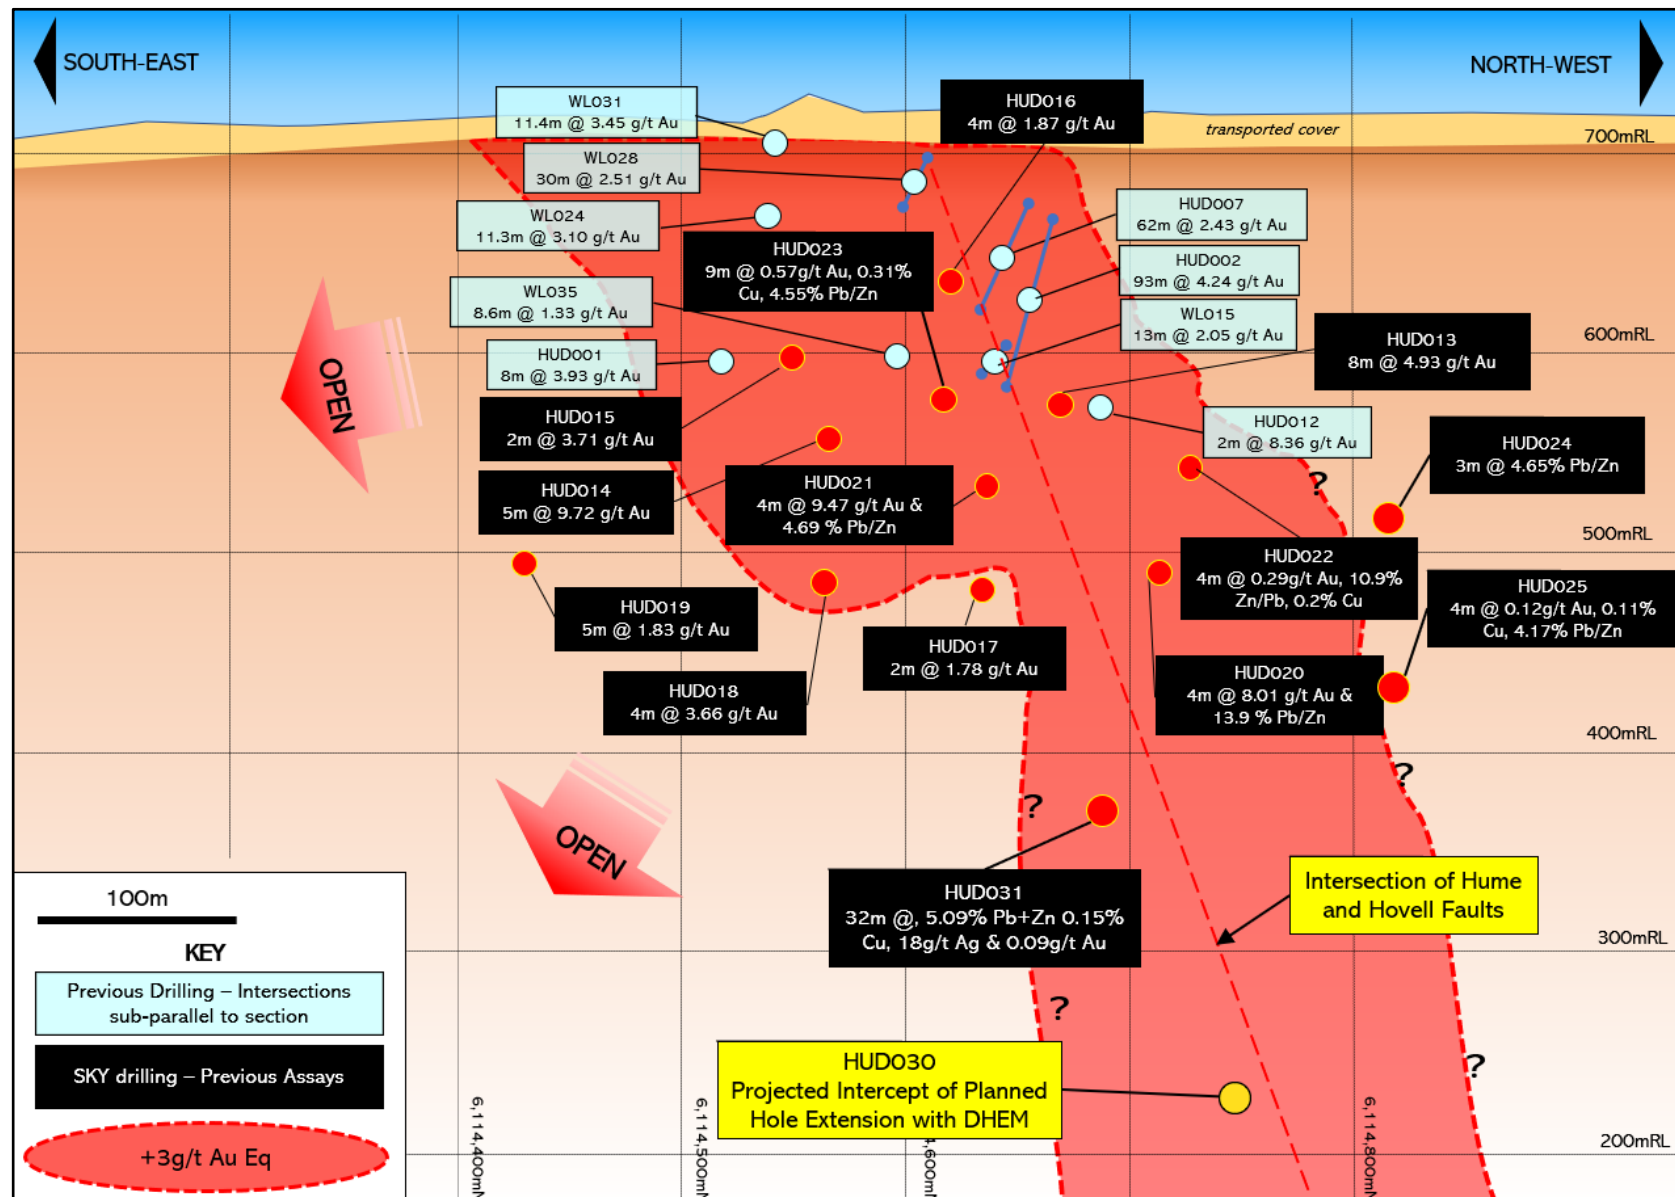 SOUTH-EAST
NORTH-WEST
WL031
11.4m @ 3.45 g/t Au
HUD016
4m @ 1.87 g/t Au
transported cover
700mRL
WL028
30m @ 2.51 g/t Au
WL024
11.3m @ 3.10 g/t Au
HUD007
62m @ 2.43 g/t Au
HUD023
9m @ 0.57g/t Au, 0.31%
Cu, 4.55% Pb/Zn
HUD002
93m @ 4.24 g/t Au
WL035
8.6m @ 1.33 g/t Au
WL015
13m @ 2.05 g/t Au
600mRL
HUD013
8m @ 4.93 g/t Au
HUD001
8m @ 3.93 g/t Au
OPEN
HUD015
2m @ 3.71 g/t Au
HUD012
2m @ 8.36 g/t Au
HUD024
3m @ 4.65% Pb/Zn
HUD014
5m @ 9.72 g/t Au
HUD021
4m @ 9.47 g/t Au &
4.69 % Pb/Zn
?
500mRL
HUD022
4m @ 0.29g/t Au, 10.9%
Zn/Pb, 0.2% Cu
HUD025
4m @ 0.12g/t Au, 0.11%
Cu, 4.17% Pb/Zn
HUD019
5m @ 1.83 g/t Au
HUD017
2m @ 1.78 g/t Au
HUD018
4m @ 3.66 g/t Au
HUD020
4m @ 8.01 g/t Au &
13.9 % Pb/Zn
400mRL
?
?
OPEN
HUD031
32m @, 5.09% Pb+Zn 0.15%
Cu, 18g/t Ag & 0.09g/t Au
Intersection of Hume
and Hovell Faults
300mRL
100m
KEY
Previous Drilling – Intersections
sub-parallel to section
SKY drilling – Previous Assays
+3g/t Au Eq
?
?
HUD030
Projected Intercept of Planned
Hole Extension with DHEM
200mRL
6,114,400mN
6,114,500mN
4,600mN
6,114,800mN